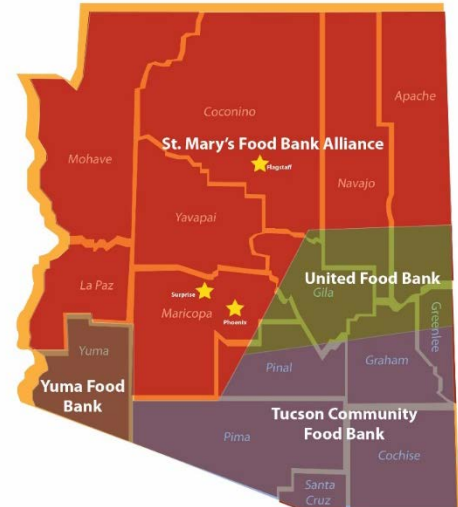 Coconino
Apache
St. Mary's Food Bank Alliance
Mohave
Flagstaff
Navajo
Yavapai
United Food Bank
La Paz
Surprise
Gila
Maricopa
Phoenix
Greenlee
Yuma
Pinal
Graham
Yuma Food
Bank
Tucson Community
Food Bank
Pima
Cochise
Santa
Cruz